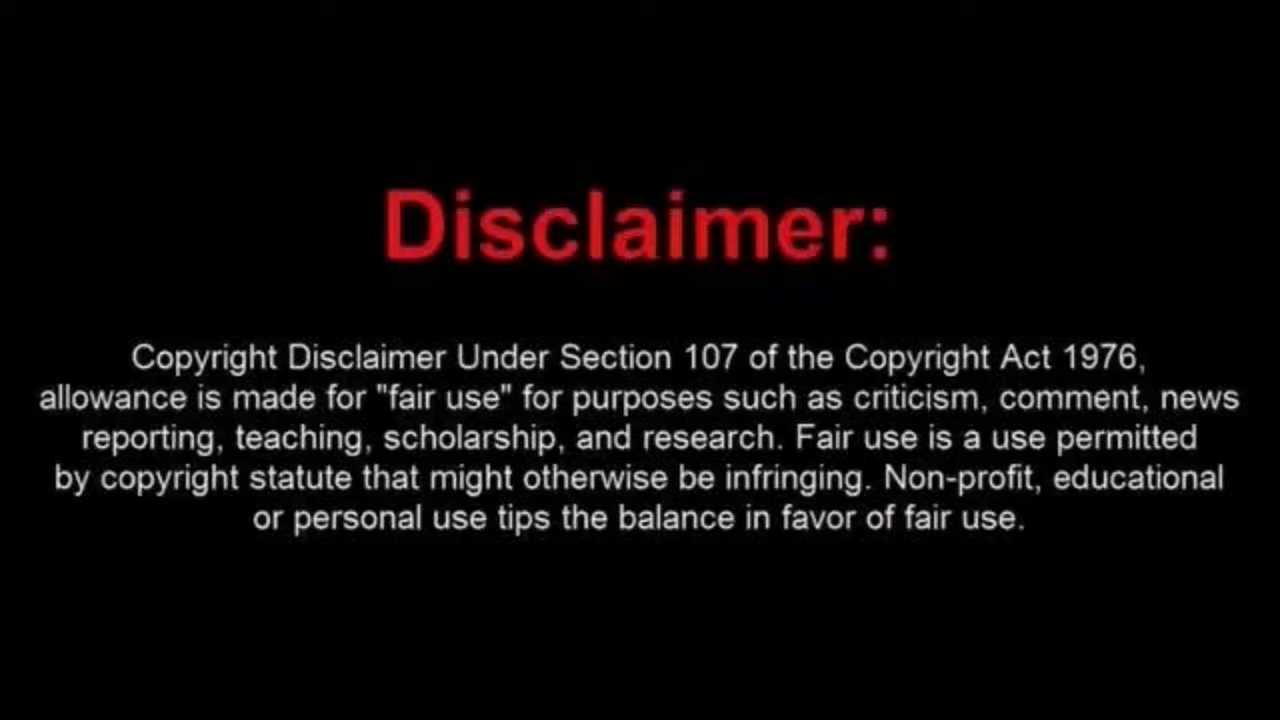 Disclaimer:
Copyright Disclaimer Under Section 107 of the Copyright Act 1976,
allowance is made for "fair use" for purposes such as criticism, comment, news
reporting, teaching, scholarship, and research. Fair use is a use permitted
by copyright statute that might otherwise be infringing. Non-profit, educational
or personal use tips the balance in favor of fair use.